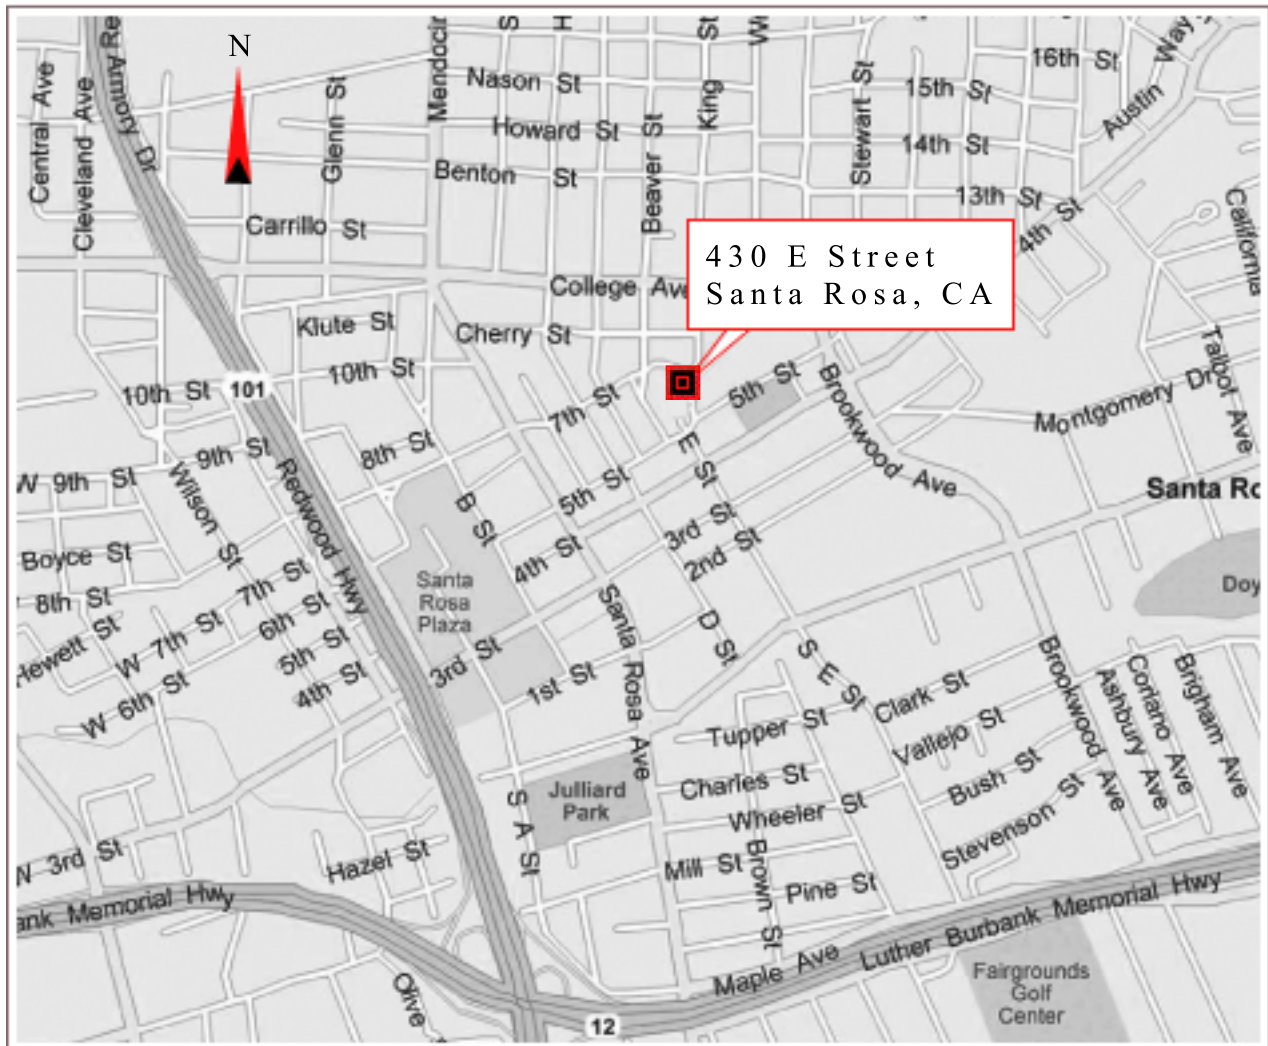 N
Armory Dr
Central Ave
Cleveland Ave
Glenn St
Nason St
Howard St
Benton St
Carrillo St
Beaver St
King St
Stewart St
16th St
15th St
14th St
13th St
4th St
Austin Way
430 E Street
Santa Rosa, CA
College Ave
Klute St
Cherry St
10th St
10th St
101
7th St
5th St
Brookwood Ave
Montgomery Dr
Talbot Ave
California
9th St
8th St
W 9th St
Wilson St
Redwood Hwy
B St
5th St
E St
3rd St
2nd St
4th St
Boyce St
8th St
7th St
6th St
5th St
4th St
Hewett St
W 7th St
W 6th St
Santa
Rosa
Plaza
3rd St
1st St
Santa Rosa Ave
D St
S E St
Clark St
Vallejo St
Bush St
Stevenson St
Brookwood Ave
Ashbury Ave
Coriano Ave
Brigham Ave
Tupper St
Charles St
Wheeler St
Mill St
Pine St
Brown St
Julliard
Park
S A St
Hazel St
W 3rd St
Memorial Hwy
Olive
Maple Ave
Luther Burbank Memorial Hwy
12
Fairgrounds
Golf
Center